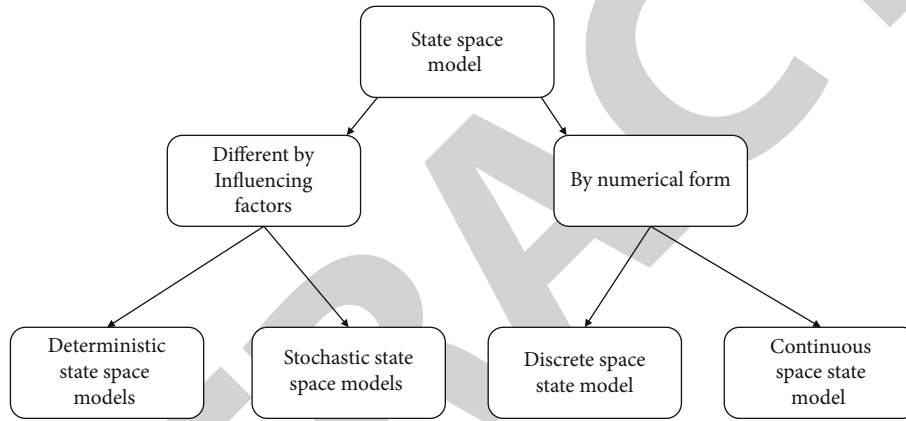 State space
model
Different by
Influencing
factors
By numerical form
Deterministic
state space
models
Stochastic state
space models
Discrete space
state model
Continuous
space state
model